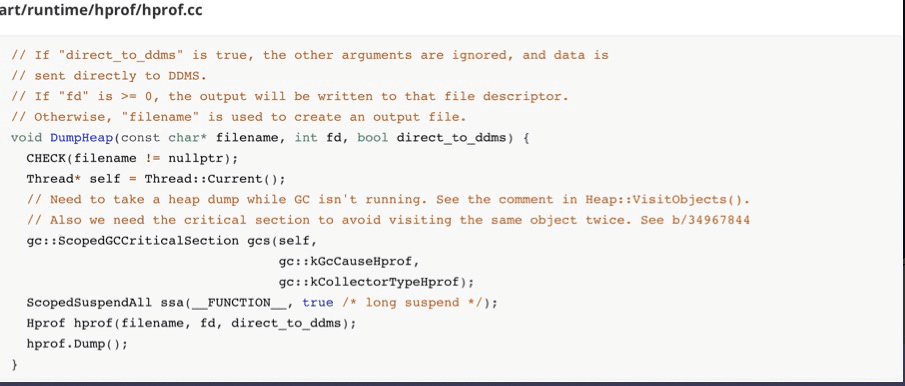 art/runtime/hprof/hprof.cc
// If "direct_to_ddms" is true, the other arguments are ignored, and data is
// sent directly to DDMS.
// If "fd" is >= 0, the output will be written to that file descriptor.
// Otherwise, "filename" is used to create an output file.
void DumpHeap(const char* filename, int fd, bool direct_to_ddms) {
  CHECK(filename != nullptr);
  Thread* self = Thread::Current();
  // Need to take a heap dump while GC isn't running. See the comment in Heap::VisitObjects().
  // Also we need the critical section to avoid visiting the same object twice. See b/34967844
  gc::ScopedGCCriticalSection gcs(self,
                                  gc::kGcCauseHprof,
                                  gc::kCollectorTypeHprof);
  ScopedSuspendAll ssa(__FUNCTION__, true /* long suspend */);
  Hprof hprof(filename, fd, direct_to_ddms);
  hprof.Dump();
}